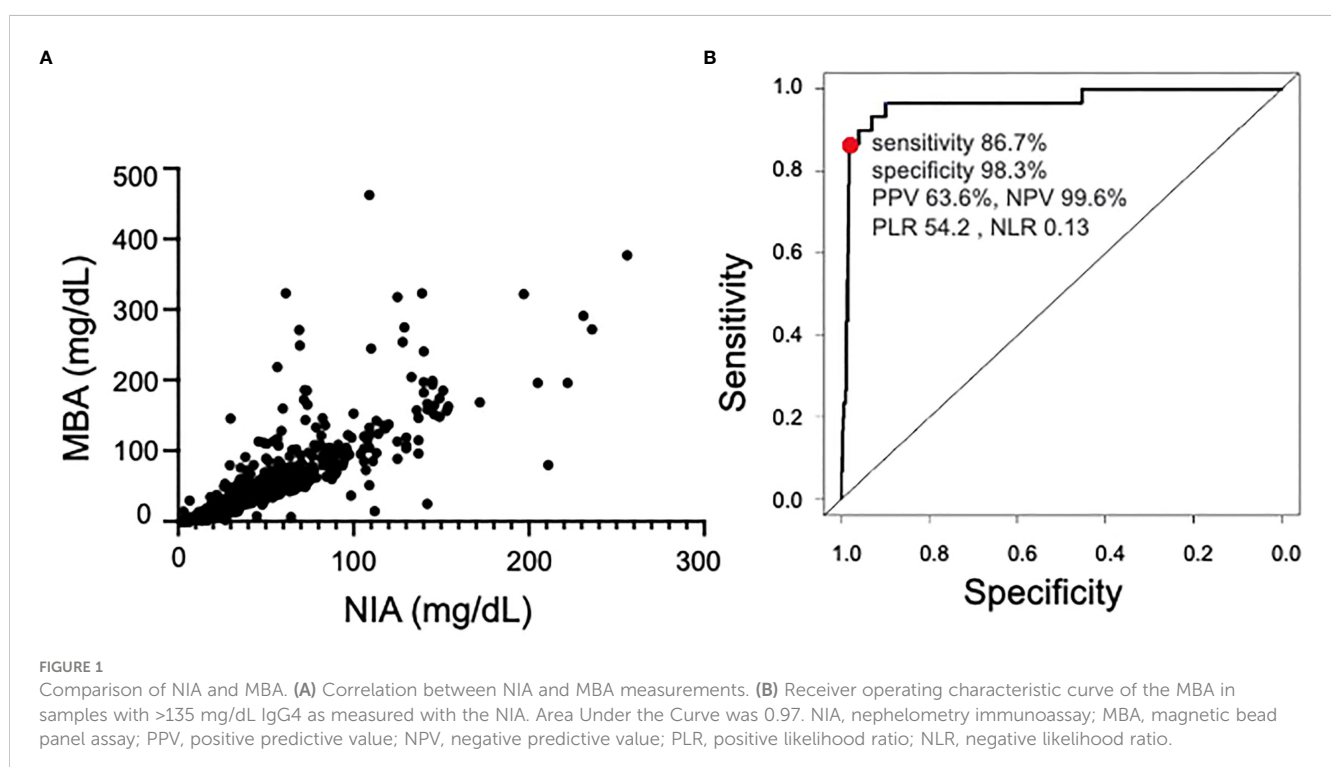 A
B
500
400
300
200
100
0
MBA (mg/dL)
0
100
200
300
NIA (mg/dL)
1.0
0.8
0.6
0.4
0.2
0.0
Sensitivity
sensitivity 86.7%
specificity 98.3%
PPV 63.6%, NPV 99.6%
PLR 54.2 , NLR 0.13
1.0
0.8
0.6
0.4
0.2
0.0
Specificity
FIGURE 1
Comparison of NIA and MBA. (A) Correlation between NIA and MBA measurements. (B) Receiver operating characteristic curve of the MBA in
samples with >135 mg/dL IgG4 as measured with the NIA. Area Under the Curve was 0.97. NIA, nephelometry immunoassay; MBA, magnetic bead
panel assay; PPV, positive predictive value; NPV, negative predictive value; PLR, positive likelihood ratio; NLR, negative likelihood ratio.